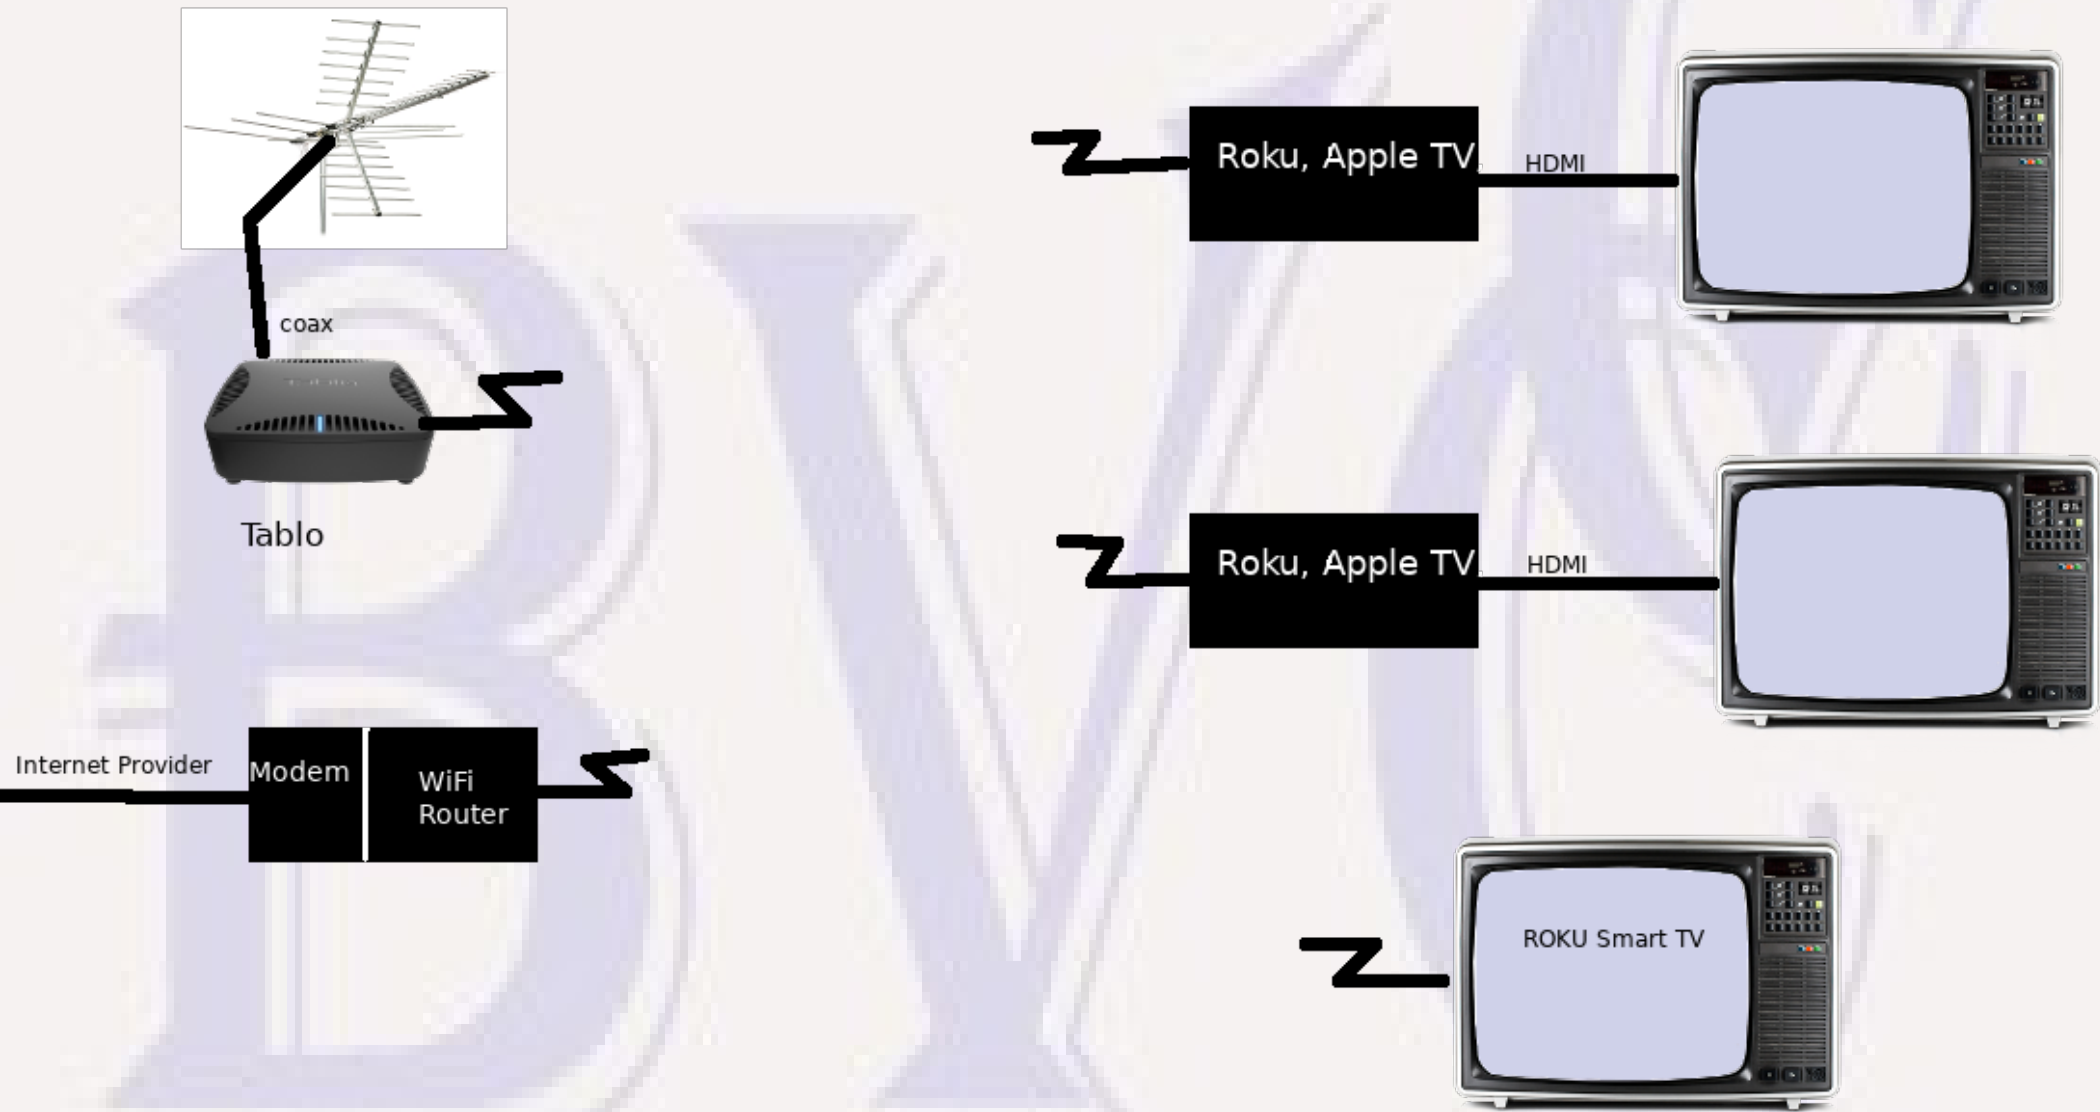 Roku, Apple TV
HDMI
coax
Tablo
Roku, Apple TV
HDMI
Internet Provider
Modem
WiFi
Router
ROKU Smart TV